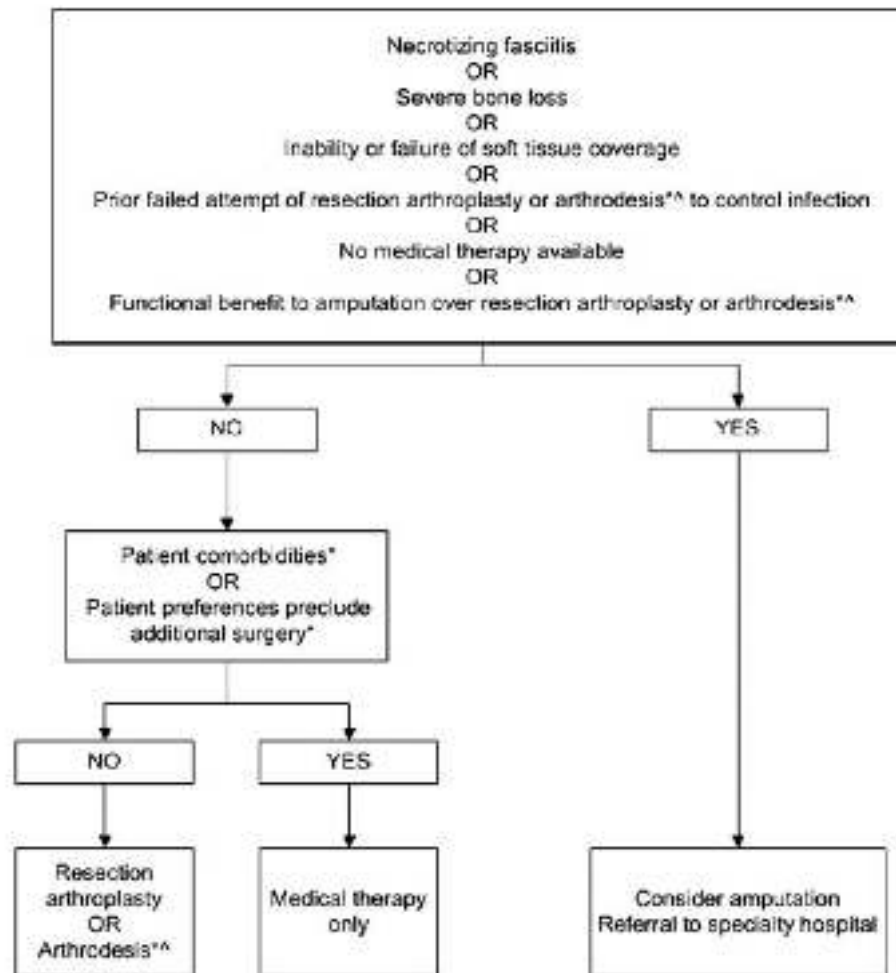 Necrotizing fasciitis
OR
Severe bone loss
OR
Inability or failure of soft tissue coverage
OR
Prior failed attempt of resection arthroplasty or arthrodesis*^ to control infection
OR
No medical therapy available
OR
Functional benefit to amputation over resection arthroplasty or arthrodesis*^
NO
YES
Patient comorbidities*
OR
Patient preferences preclude
additional surgery*
NO
YES
Resection
arthroplasty
OR
Arthrodesis*^
Medical therapy
only
Consider amputation
Referral to specialty hospital